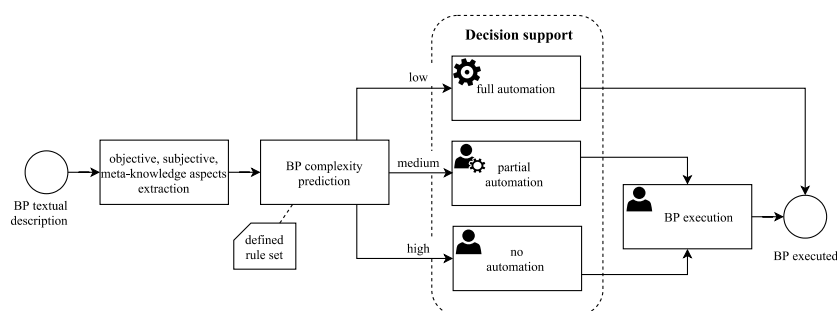 Decision support
low
full automation
objective, subjective,
meta-knowledge aspects
extraction
BP complexity
prediction
medium
partial
automation
BP textual
description
BP execution
defined
rule set
high
no
automation
BP executed